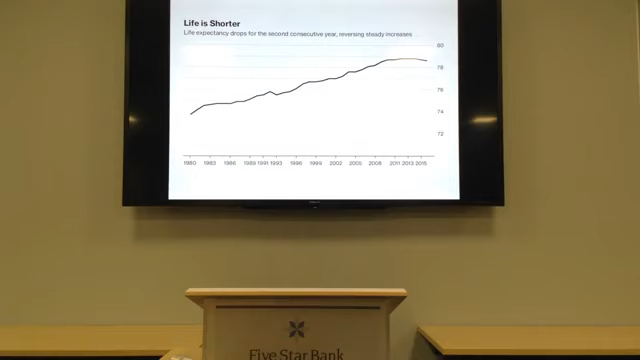 Life is Shorter
Life expectancy drops for the second consecutive year, reversing steady increases
80
78
76
74
72
1980 1983 1986 1989 1991 1993 1996 1999 2002 2005 2008 2011 2013 2015
Five Star Bank